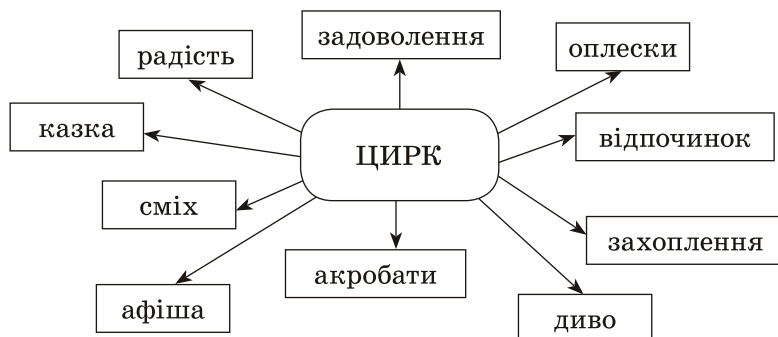 задоволення
оплески
радість
казка
ЦИРК
відпочинок
сміх
захоплення
акробати
афіша
диво